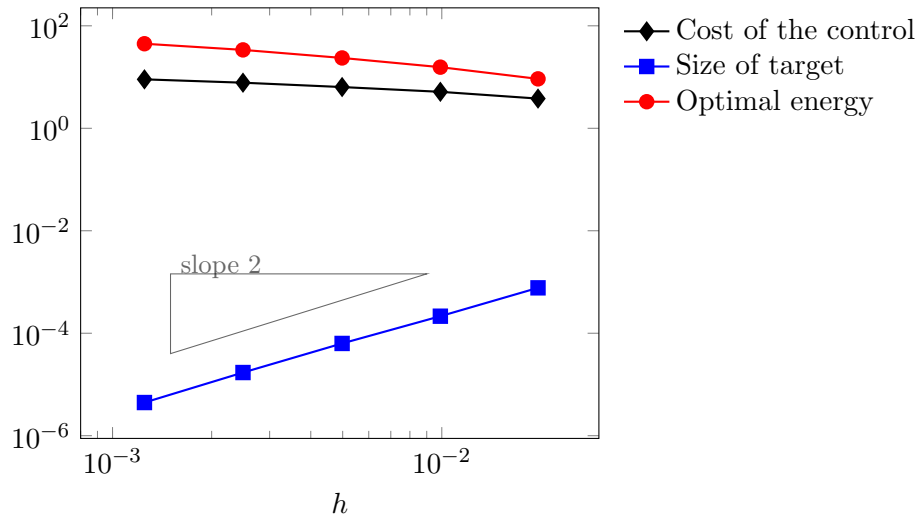 10^2
10^0
10^−2
10^−4
10^−6
10^−3
10^−2
h
slope 2
Cost of the control
Size of target
Optimal energy